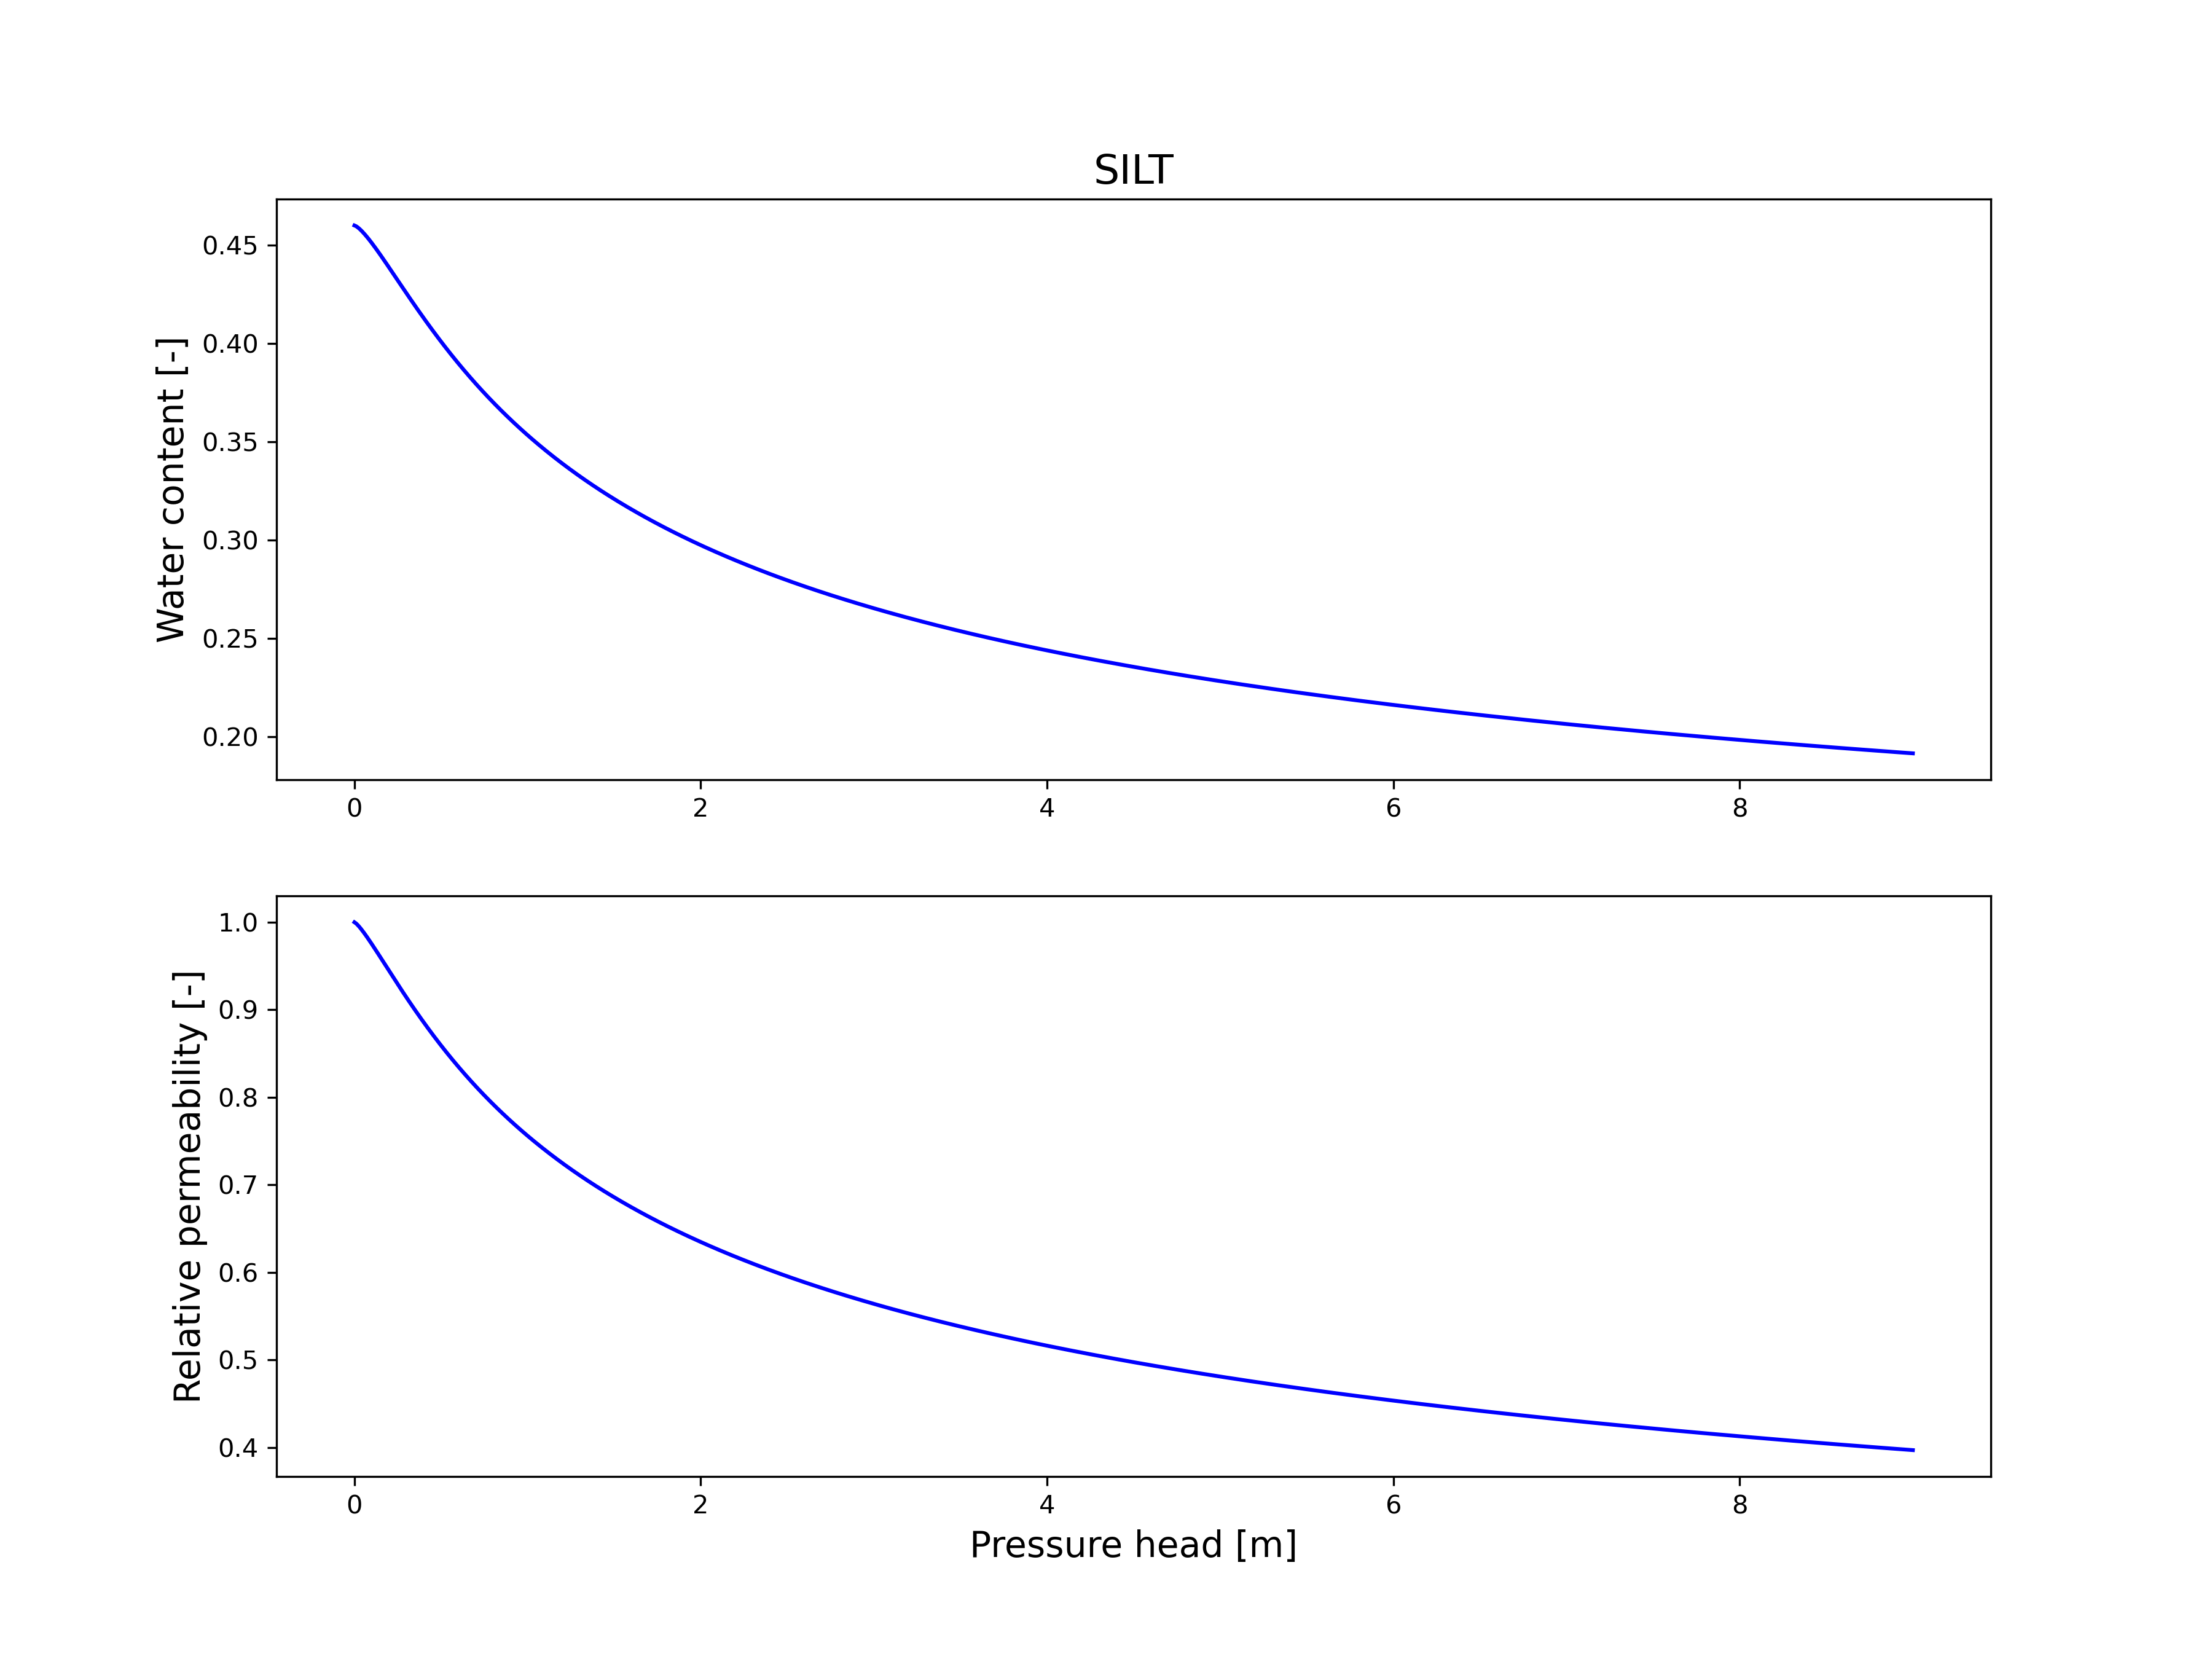 SILT
Water content [-]
0.45
0.40
0.35
0.30
0.25
0.20
0 2 4 6 8
Relative permeability [-]
1.0
0.9
0.8
0.7
0.6
0.5
0.4
0 2 4 6 8
Pressure head [m]